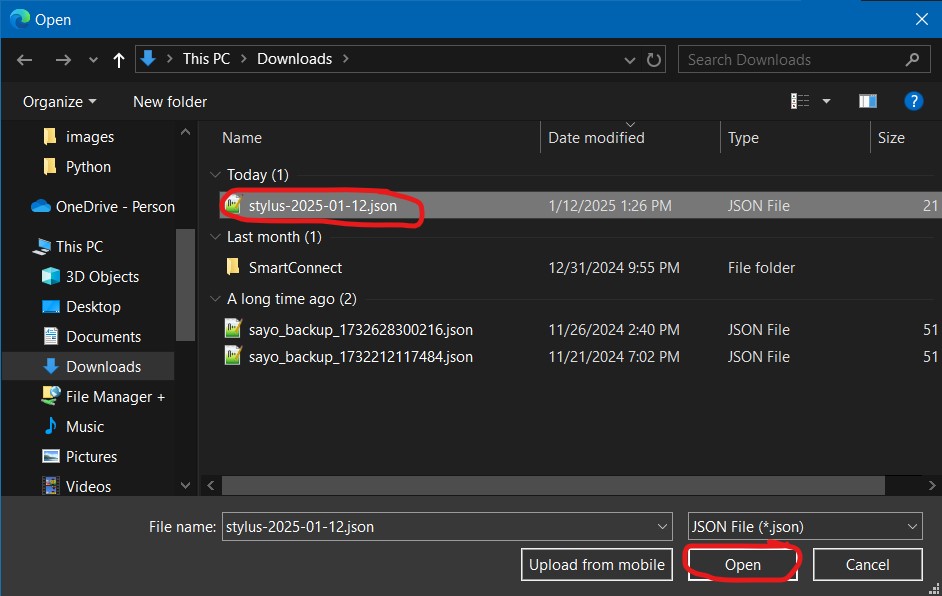 Open
This PC > Downloads >
Search Downloads
Organize
New folder
?
images
Python
OneDrive - Person
This PC
3D Objects
Desktop
Documents
Downloads
File Manager +
Music
Pictures
Videos
Name Date modified Type Size
Today (1)
stylus-2025-01-12.json 1/12/2025 1:26 PM JSON File 21
Last month (1)
SmartConnect 12/31/2024 9:55 PM File folder
A long time ago (2)
sayo_backup_1732628300216.json 11/26/2024 2:40 PM JSON File 51
sayo_backup_1732212117484.json 11/21/2024 7:02 PM JSON File 51
File name: stylus-2025-01-12.json JSON File (*.json)
Upload from mobile Open Cancel